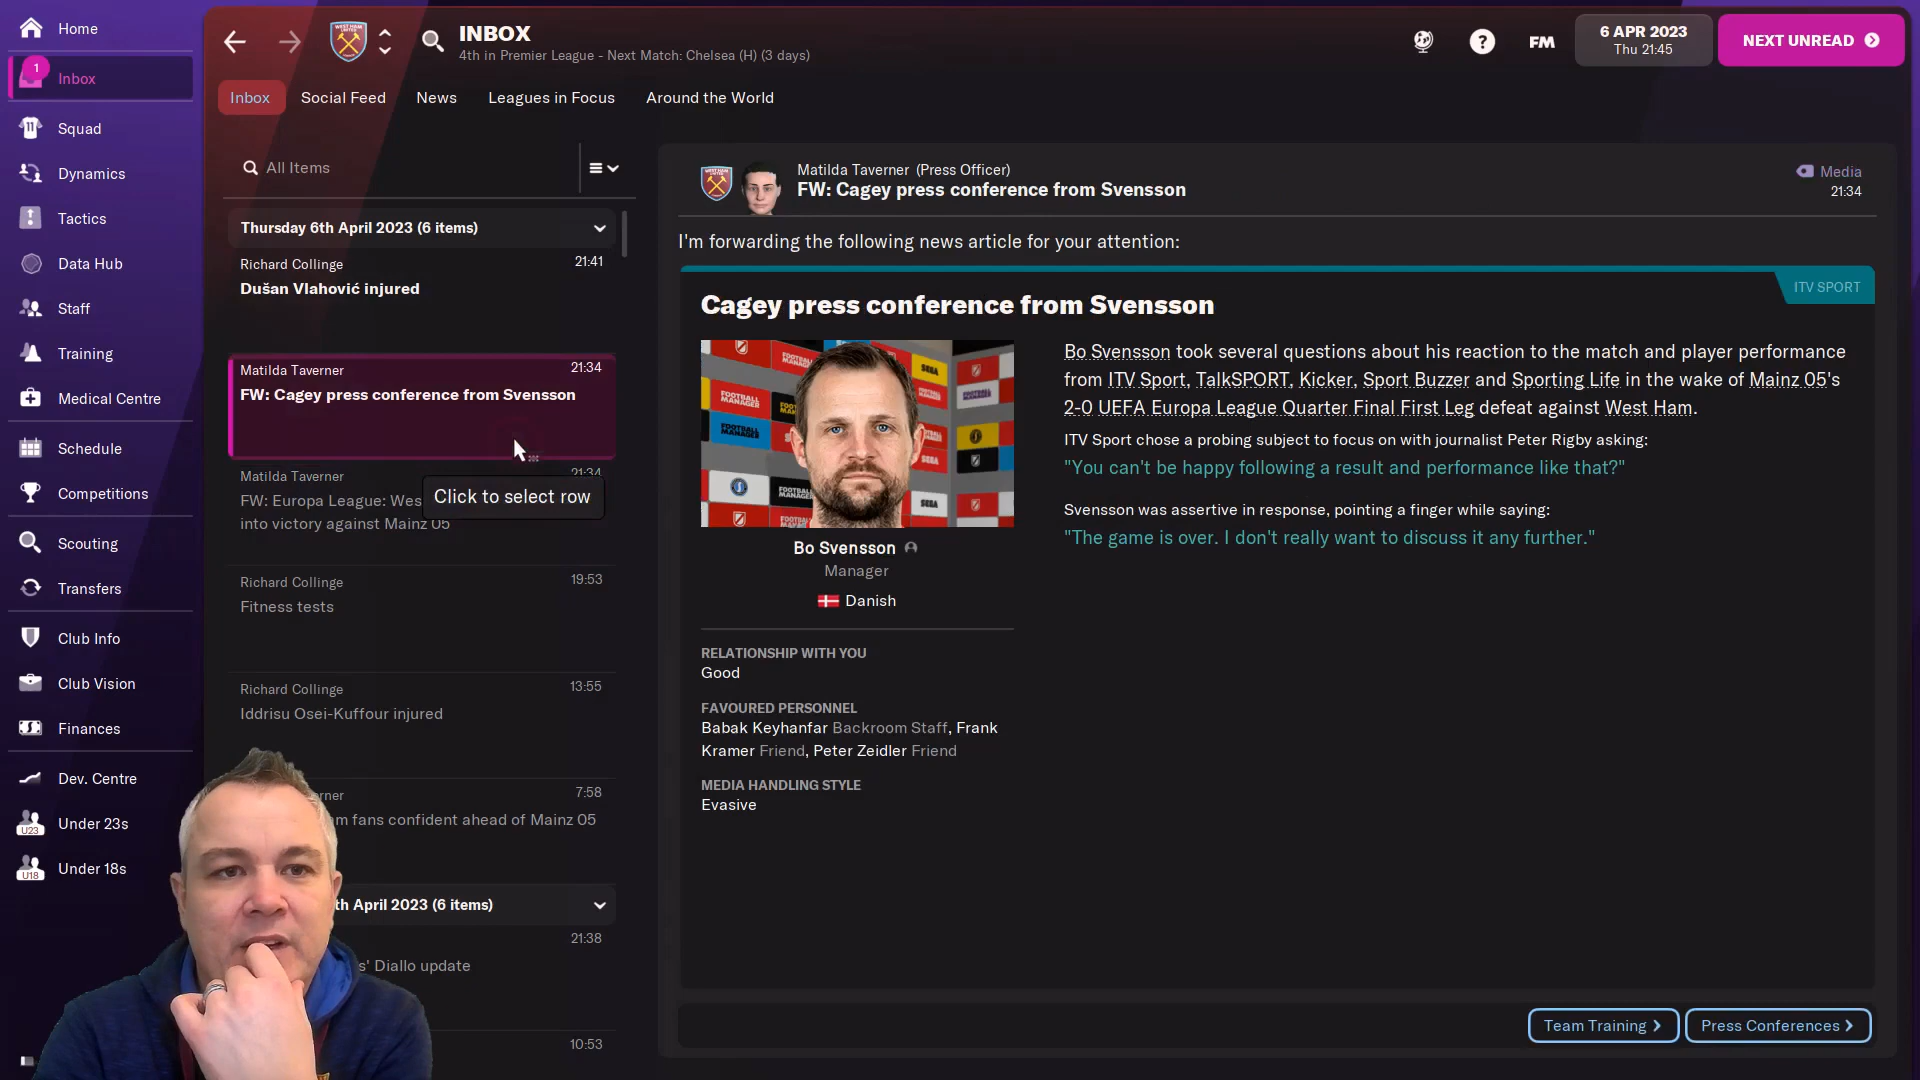 Home
Inbox
1
Squad
Dynamics
Tactics
Data Hub
Staff
Training
Medical Centre
Schedule
Competitions
Scouting
Transfers
Club Info
Club Vision
Finances
Dev. Centre
U23 Under 23s
U18 Under 18s
INBOX
4th in Premier League - Next Match: Chelsea (H) (3 days)
FM
6 APR 2023
Thu 21:45
NEXT UNREAD
Inbox Social Feed News Leagues in Focus Around the World
All Items
Thursday 6th April 2023 (6 items)
Richard Collinge 21:41
Dušan Vlahović injured
Matilda Taverner 21:34
FW: Cagey press conference from Svensson
Matilda Taverner 21:34
FW: Europa League: Wes
into victory against Mainz 05
Click to select row
Richard Collinge 19:53
Fitness tests
Richard Collinge 13:55
Iddrisu Osei-Kuffour injured
rner 7:58
m fans confident ahead of Mainz 05
th April 2023 (6 items)
21:38
s' Diallo update
10:53
Matilda Taverner (Press Officer)
FW: Cagey press conference from Svensson
Media
21:34
I'm forwarding the following news article for your attention:
ITV SPORT
Cagey press conference from Svensson
Bo Svensson took several questions about his reaction to the match and player performance
from ITV Sport, TalkSPORT, Kicker, Sport Buzzer and Sporting Life in the wake of Mainz 05's
2-0 UEFA Europa League Quarter Final First Leg defeat against West Ham.
ITV Sport chose a probing subject to focus on with journalist Peter Rigby asking:
"You can't be happy following a result and performance like that?"
Svensson was assertive in response, pointing a finger while saying:
"The game is over. I don't really want to discuss it any further."
Bo Svensson
Manager
Danish
RELATIONSHIP WITH YOU
Good
FAVOURED PERSONNEL
Babak Keyhanfar Backroom Staff, Frank
Kramer Friend, Peter Zeidler Friend
MEDIA HANDLING STYLE
Evasive
Team Training
Press Conferences